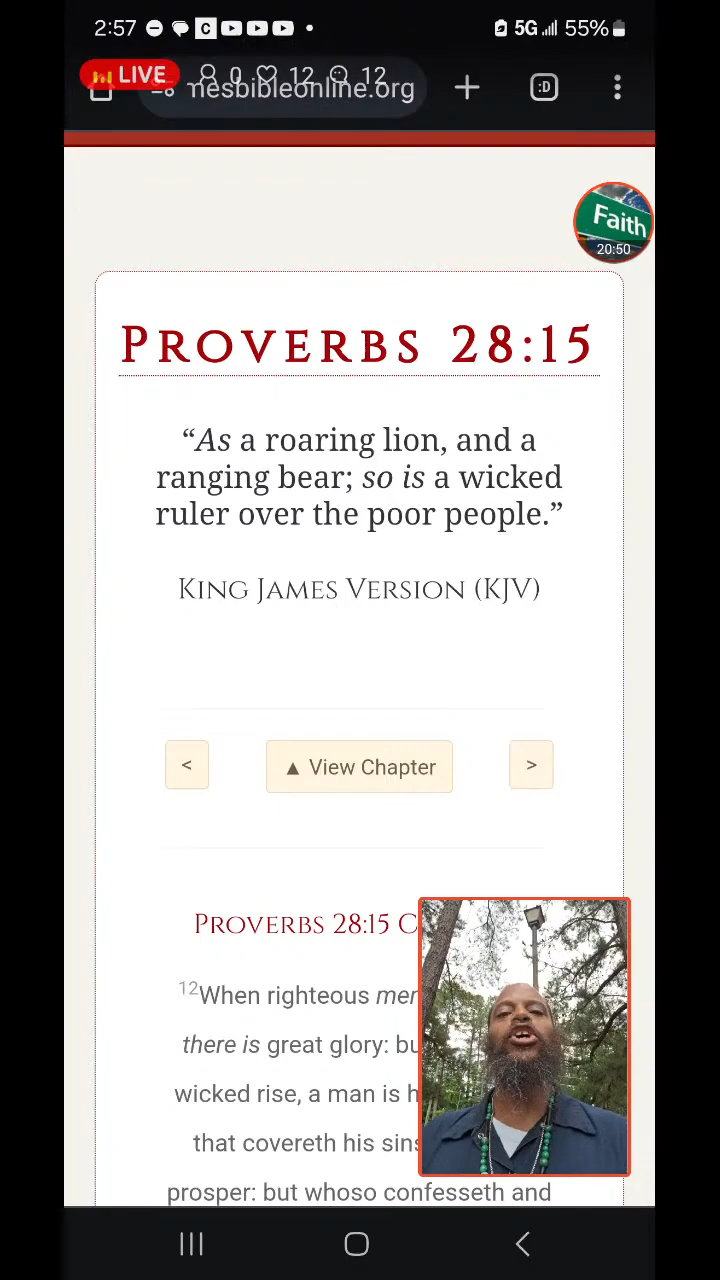 2:57
5G 55%
LIVE 0 12 12
nesbibleonline.org
:D
Faith
20:50
PROVERBS 28:15
“As a roaring lion, and a
ranging bear; so is a wicked
ruler over the poor people.”
KING JAMES VERSION (KJV)
<
▲ View Chapter
>
PROVERBS 28:15 C
12When righteous
there is great glory:
wicked rise, a man is
that covereth his
prosper: but whoso confesseth and